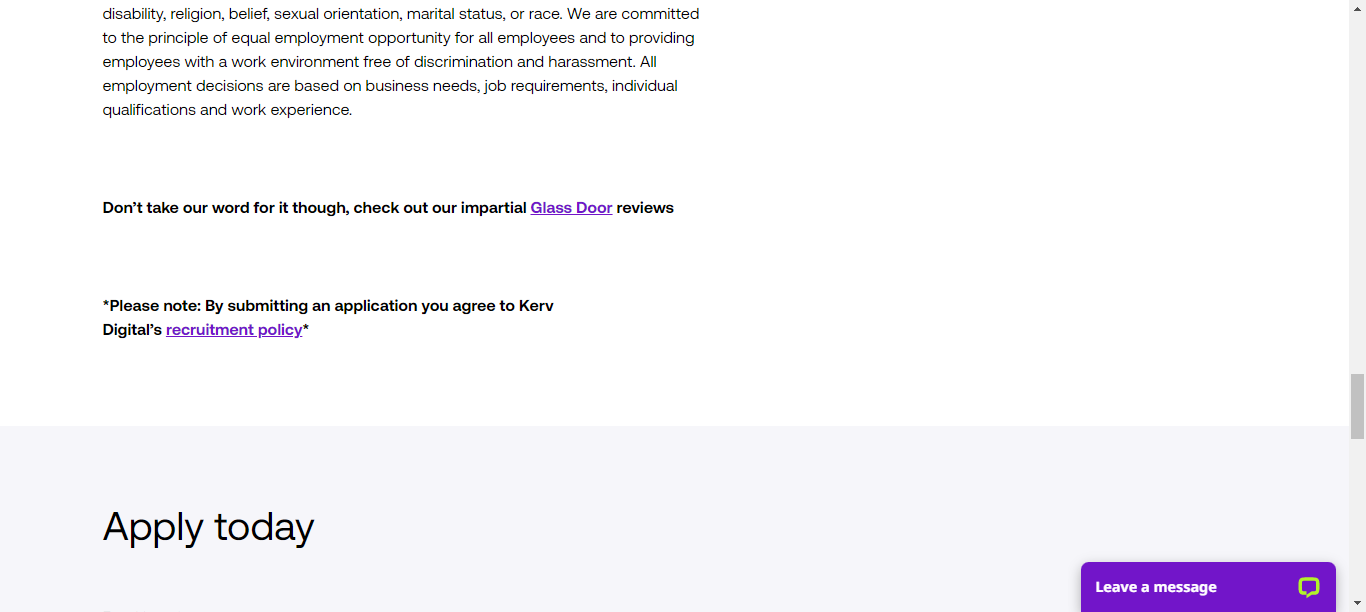 disability, religion, belief, sexual orientation, marital status, or race. We are committed
to the principle of equal employment opportunity for all employees and to providing
employees with a work environment free of discrimination and harassment. All
employment decisions are based on business needs, job requirements, individual
qualifications and work experience.
Don’t take our word for it though, check out our impartial Glass Door reviews
*Please note: By submitting an application you agree to Kerv
Digital’s recruitment policy*
Apply today
Leave a message